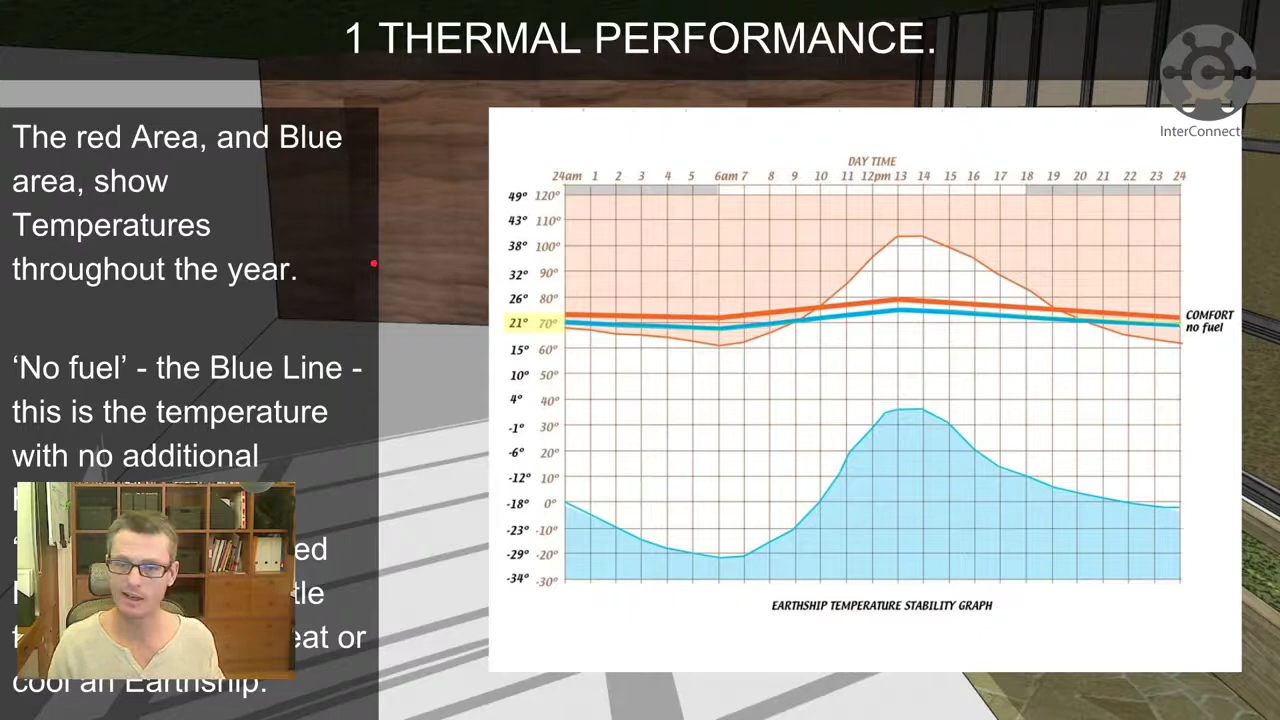 1 THERMAL PERFORMANCE.
InterConnecte
The red Area, and Blue
area, show
Temperatures
throughout the year.
‘No fuel’ - the Blue Line -
this is the temperature
with no additional
ed
tle
eat or
cool an Earthship.
DAY TIME
24am 1 2 3 4 5 6am 7 8 9 10 11 12pm 13 14 15 16 17 18 19 20 21 22 23 24
49° 120°
43° 110°
38° 100°
32° 90°
26° 80°
21° 70°
15° 60°
10° 50°
4° 40°
-1° 30°
-6° 20°
-12° 10°
-18° 0°
-23° -10°
-29° -20°
-34° -30°
COMFORT
no fuel
EARTHSHIP TEMPERATURE STABILITY GRAPH